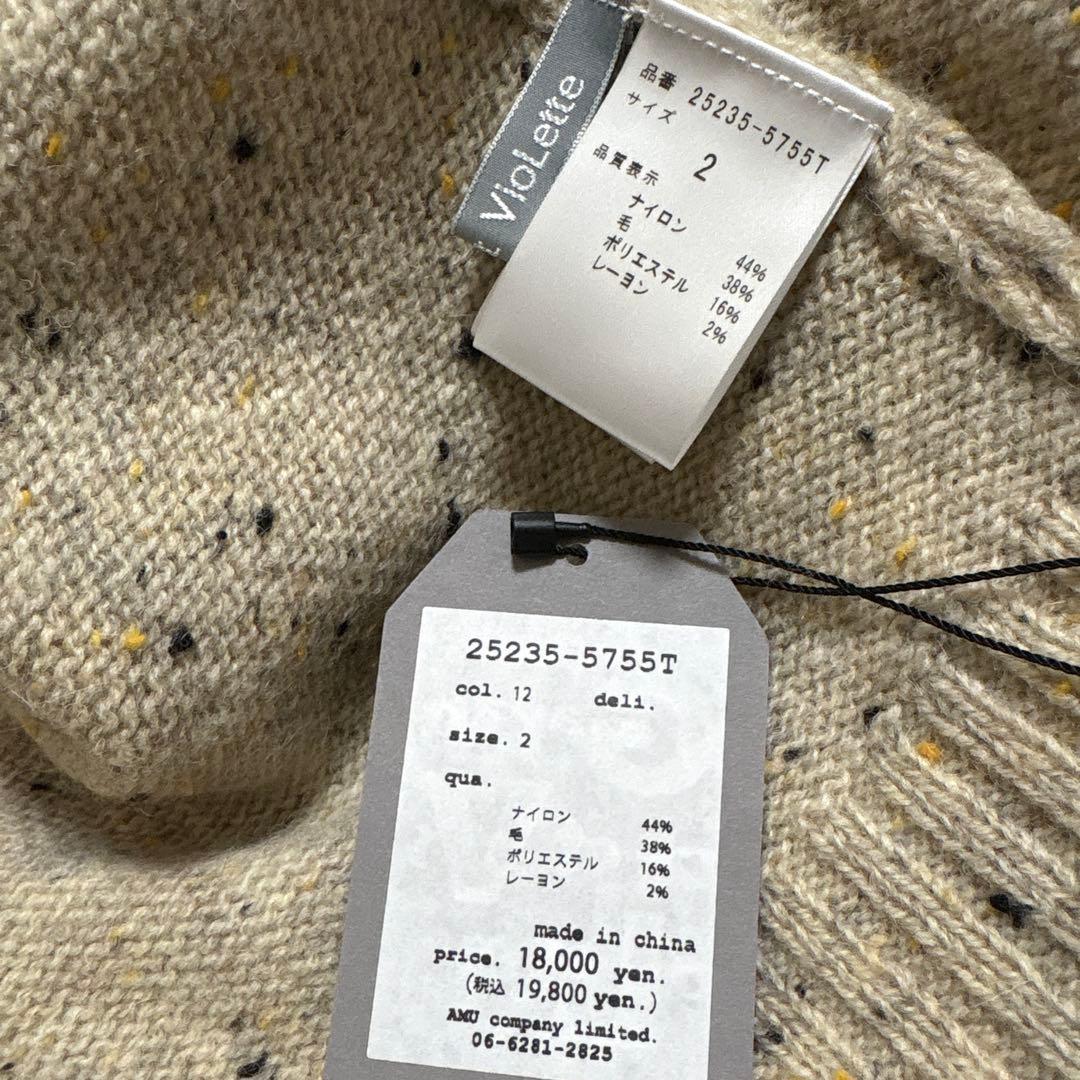 VioLette
品番 25235-5755T
サイズ
2
品質表示
ナイロン 44%
毛 38%
ポリエステル 16%
レーヨン 2%
25235-5755T
col. 12 deli.
size. 2
qua.
ナイロン 44%
毛 38%
ポリエステル 16%
レーヨン 2%
made in china
price. 18,000 yen.
(税込 19,800 yen.)
AMU company limited.
06-6281-2825